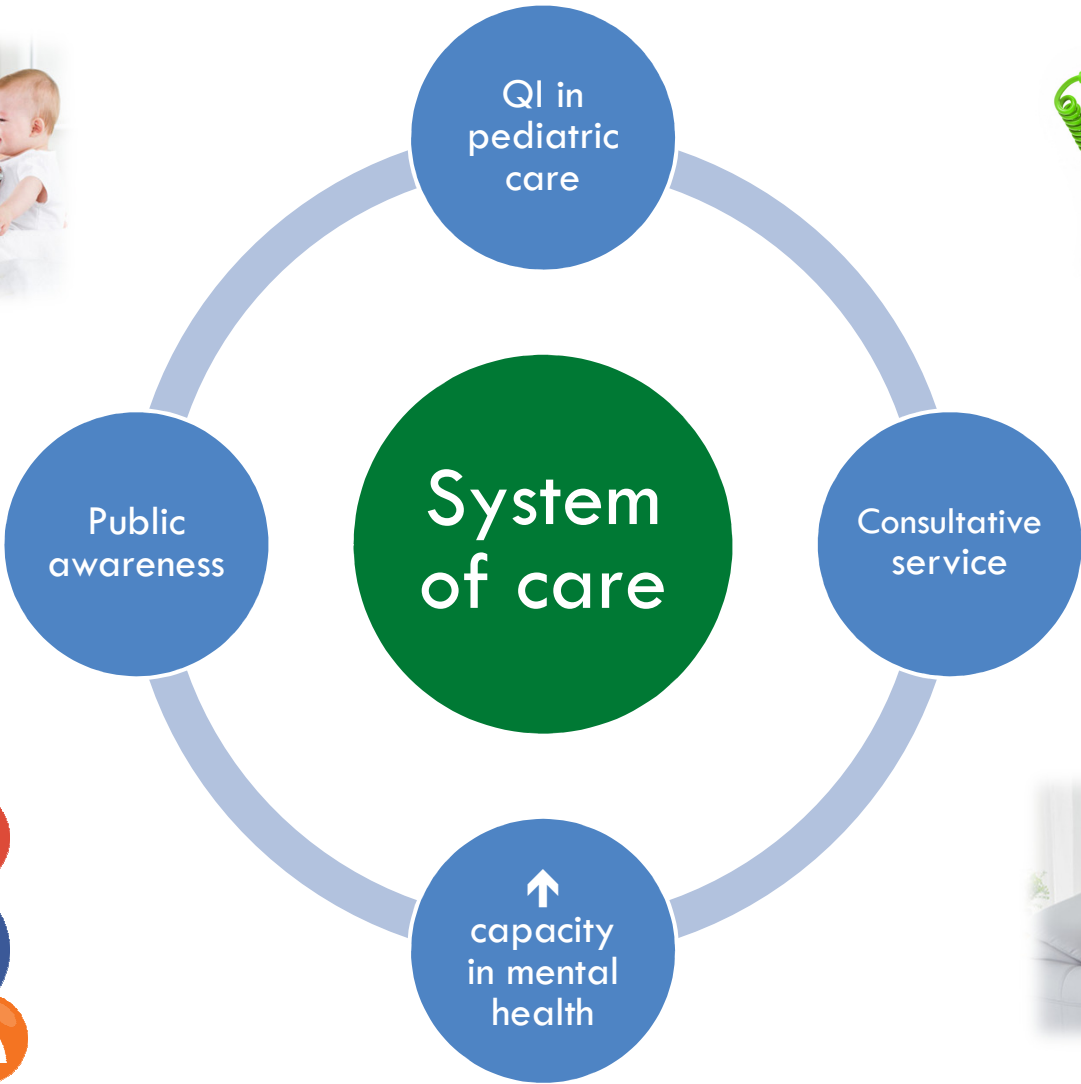 QI in
pediatric
care
System
of care
Public
awareness
Consultative
service
↑
capacity
in mental
health